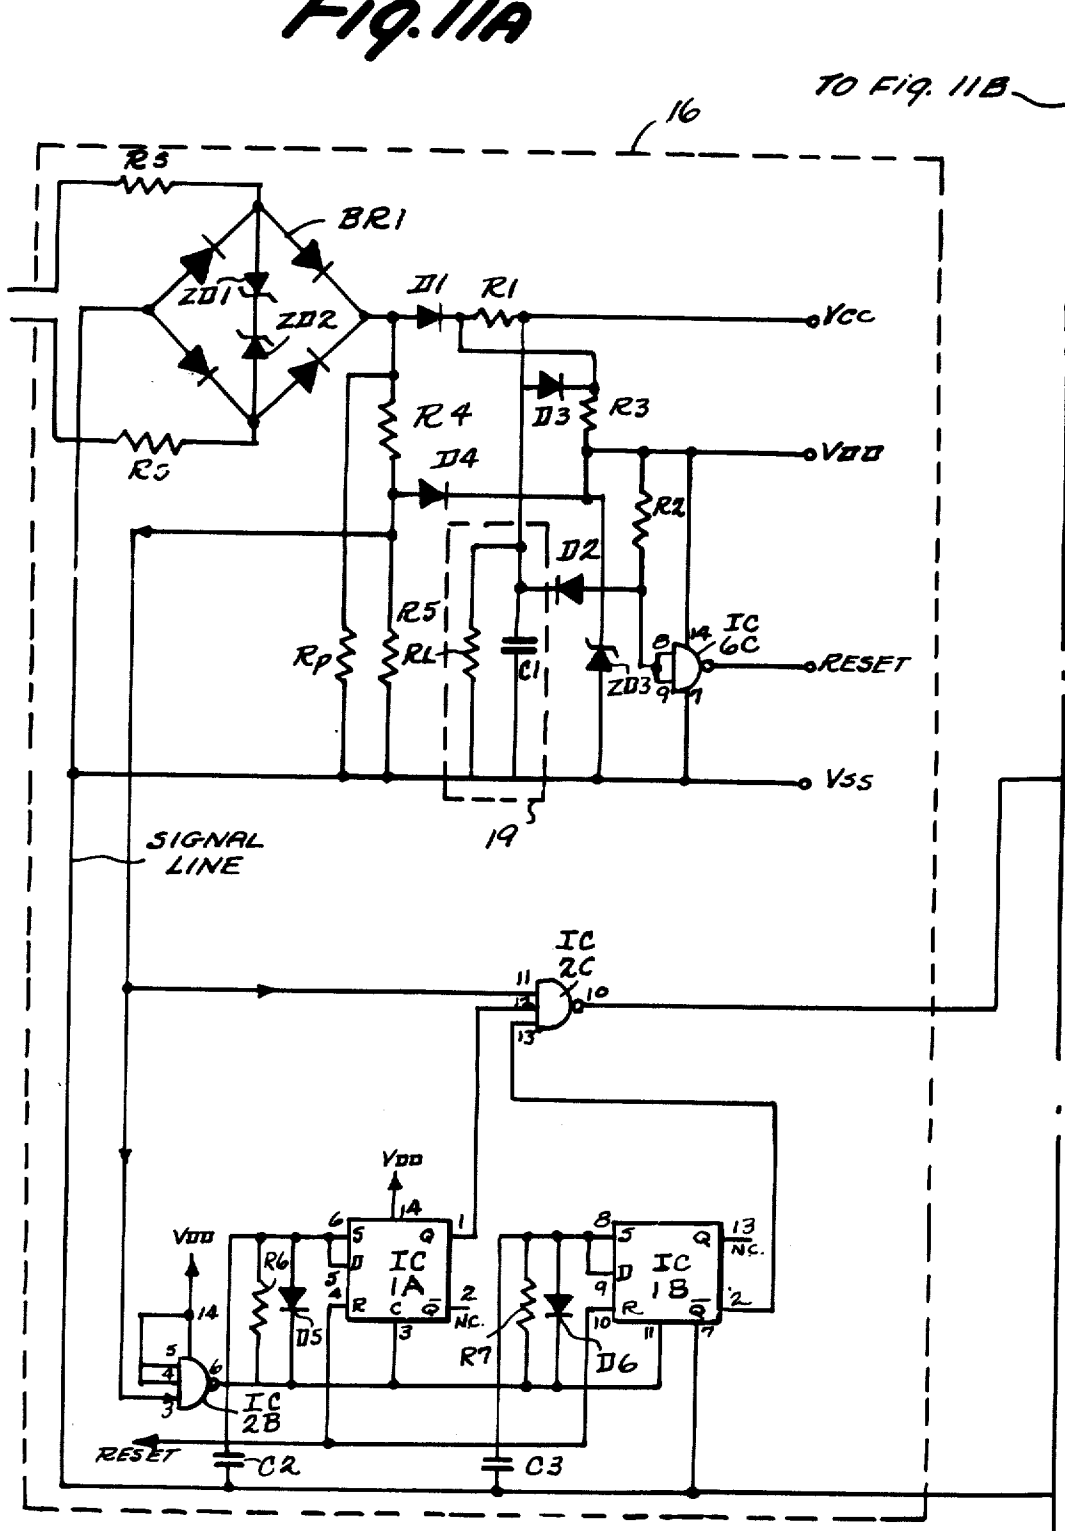 Fig. 11A
TO Fig. 11B
16
RS
BR1
ZD1
ZD2
D1
R1
VCC
D3
R3
R4
D4
VDD
R2
D2
R5
Rp
RL
C1
ZD3
8
9
14
7
IC
6C
RESET
VSS
19
SIGNAL
LINE
IC
2C
11
12
13
10
VDD
14
6
S
Q
1
5
D
IC
1A
4
R
C
Q
2
NC.
3
8
S
Q
13
NC.
9
D
IC
1B
10
R
Q
2
11
7
VDD
14
R6
D5
5
4
3
6
IC
2B
R7
D6
RESET
C2
C3